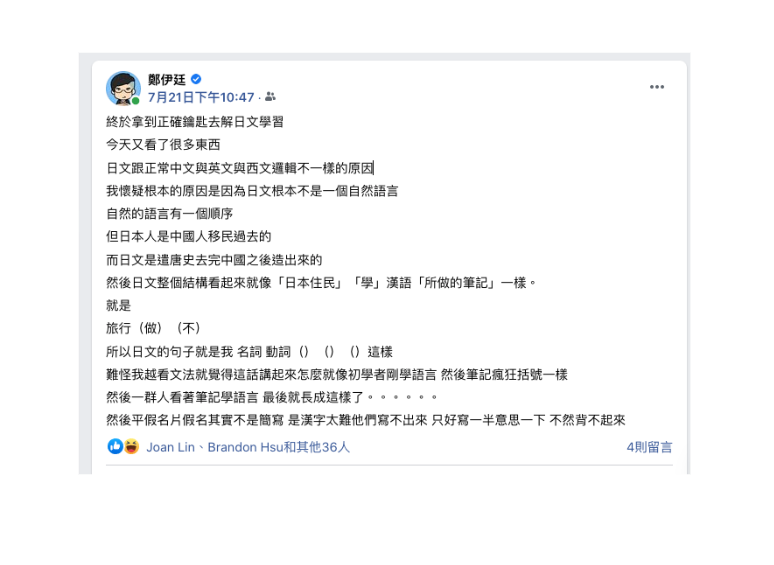 鄭伊廷
7月21日下午10:47 ·
終於拿到正確鑰匙去解日文學習
今天又看了很多東西
日文跟正常中文與英文與西文邏輯不一樣的原因
我懷疑根本的原因是因為日文根本不是一個自然語言
自然的語言有一個順序
但日本人是中國人移民過去的
而日文是遣唐史去完中國之後造出來的
然後日文整個結構看起來就像「日本住民」「學」漢語「所做的筆記」一樣。
就是
旅行（做）（不）
所以日文的句子就是我 名詞 動詞（）（）（）這樣
難怪我越看文法就覺得這話講起來怎麼就像初學者剛學語言 然後筆記瘋狂括號一樣
然後一群人看著筆記學語言 最後就長成這樣了。。。。。。
然後平假名片假名其實不是簡寫 是漢字太難他們寫不出來 只好寫一半意思一下 不然背不起來
Joan Lin、Brandon Hsu和其他36人
4則留言